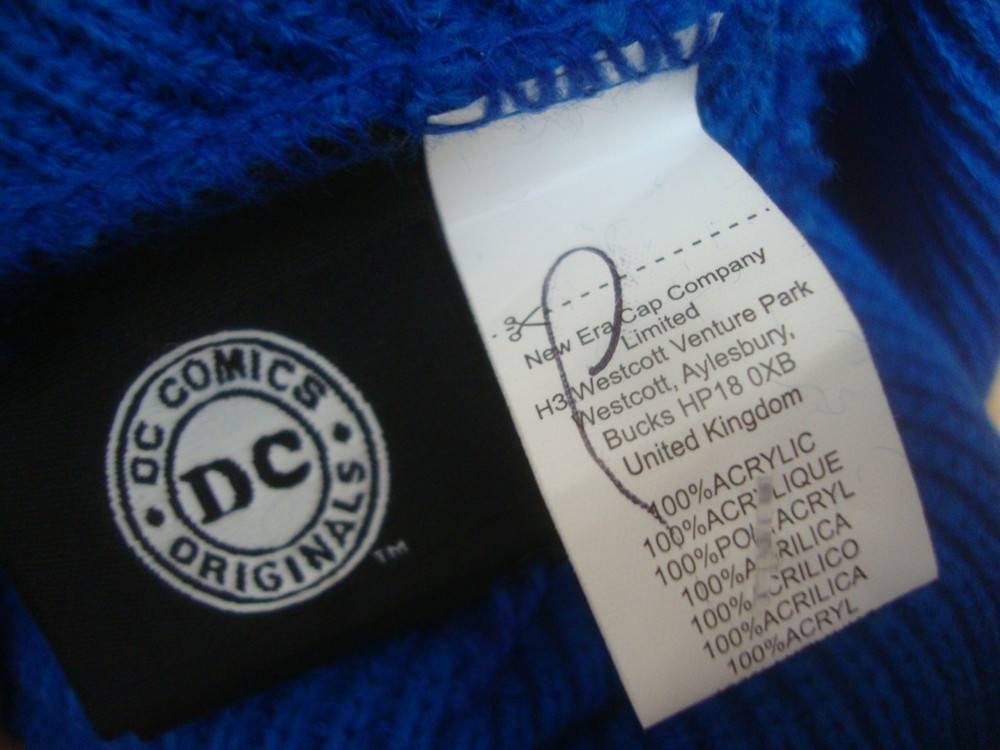 DC COMICS
DC
ORIGINALS
TM
New Era Cap Company
Limited
H3 Westcott Venture Park
Westcott, Aylesbury,
Bucks HP18 0XB
United Kingdom
100%ACRYLIC
100%ACRYLIQUE
100%POLIACRYL
100%ACRILICA
100%ACRILICO
100%ACRILICA
100%ACRYL